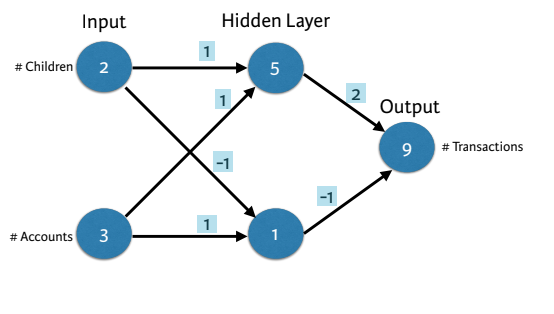 Input
Hidden Layer
# Children
2
1
5
1
2
Output
9
# Transactions
-1
-1
# Accounts
3
1
1